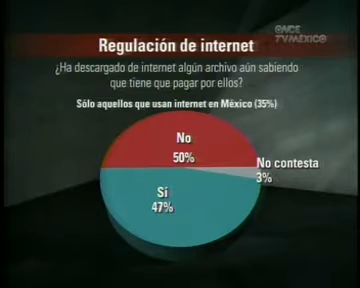 ONCE
TV MÉXICO
Regulación de internet
¿Ha descargado de internet algún archivo aún sabiendo
que tiene que pagar por ellos?
Sólo aquellos que usan internet en México (35%)
No
50%
No contesta
3%
Sí
47%